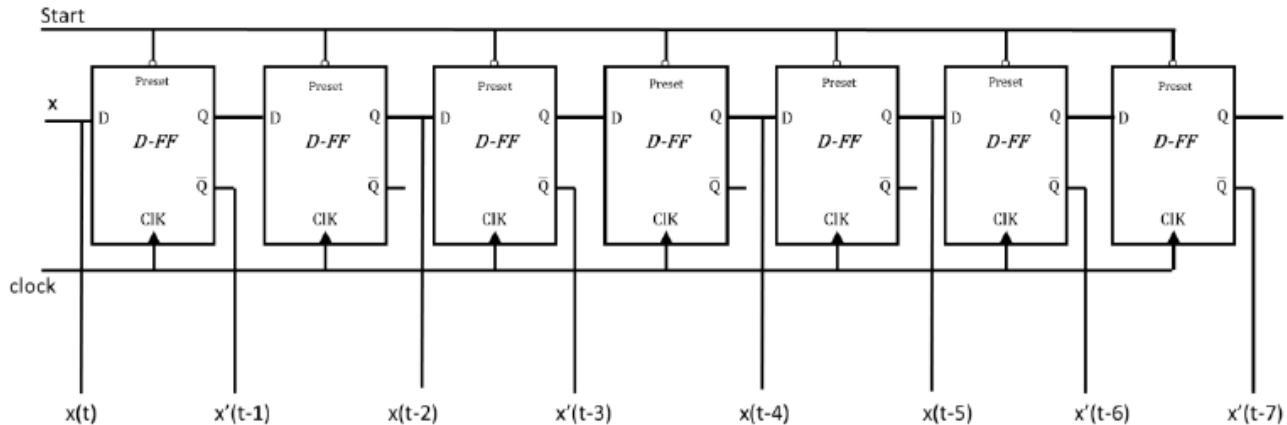 Start
Preset Preset Preset Preset Preset Preset Preset
x
D Q D Q D Q D Q D Q D Q D Q
D-FF D-FF D-FF D-FF D-FF D-FF D-FF
Q̅ Q̅ Q̅ Q̅ Q̅ Q̅ Q̅
ClK ClK ClK ClK ClK ClK ClK
clock
x(t) x’(t-1) x(t-2) x’(t-3) x(t-4) x(t-5) x’(t-6) x’(t-7)